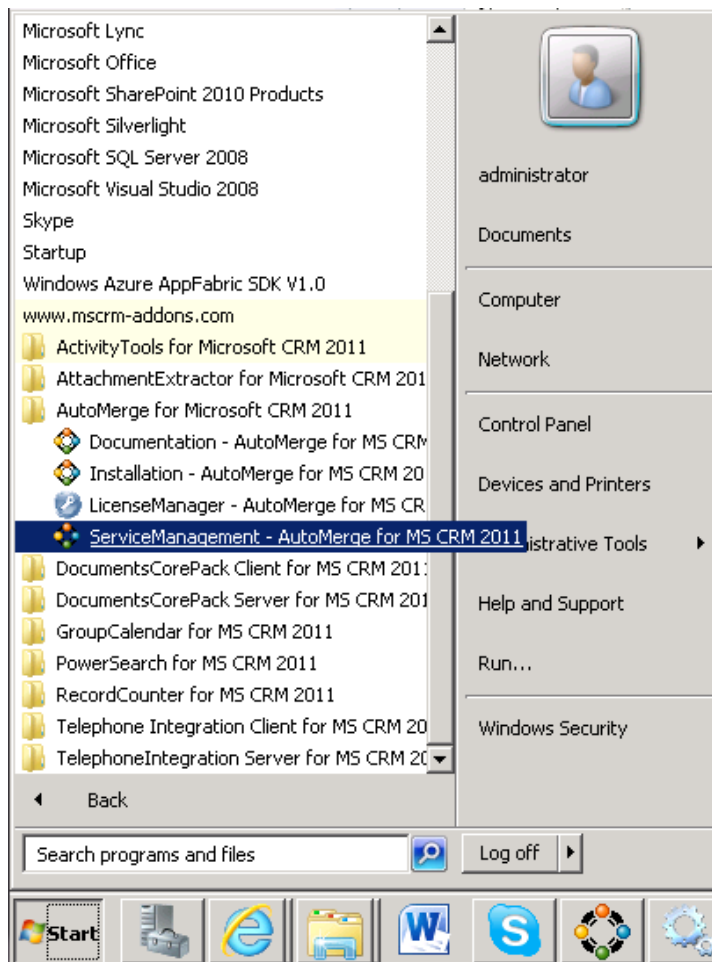 Microsoft Lync
Microsoft Office
Microsoft SharePoint 2010 Products
Microsoft Silverlight
Microsoft SQL Server 2008
Microsoft Visual Studio 2008
Skype
Startup
Windows Azure AppFabric SDK V1.0
www.mscrm-addons.com
ActivityTools for Microsoft CRM 2011
AttachmentExtractor for Microsoft CRM 201
AutoMerge for Microsoft CRM 2011
Documentation - AutoMerge for MS CRM
Installation - AutoMerge for MS CRM 20
LicenseManager - AutoMerge for MS CR
ServiceManagement - AutoMerge for MS CRM 2011
DocumentsCorePack Client for MS CRM 201
DocumentsCorePack Server for MS CRM 201
GroupCalendar for MS CRM 2011
PowerSearch for MS CRM 2011
RecordCounter for MS CRM 2011
Telephone Integration Client for MS CRM 20
TelephoneIntegration Server for MS CRM 20
Back
Search programs and files
administrator
Documents
Computer
Network
Control Panel
Devices and Printers
istrative Tools
Help and Support
Run...
Windows Security
Log off
Start